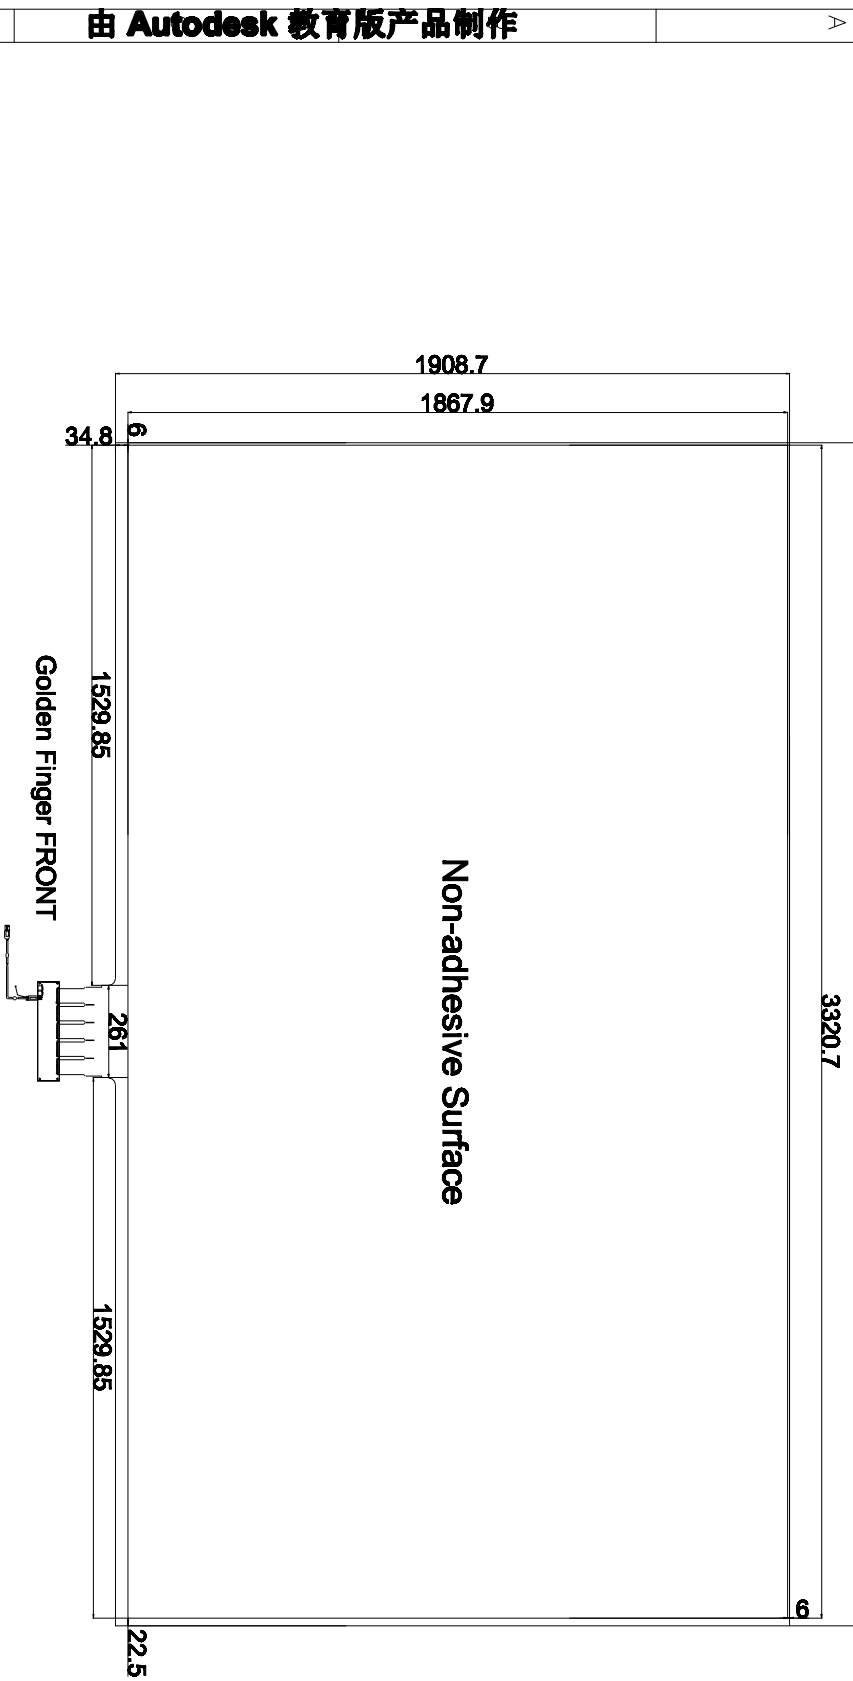 由 Autodesk 教育版产品制作
A
1908.7
1867.9
34.8
6
1529.85
Golden Finger FRONT
Non-adhesive Surface
3320.7
261
1529.85
6
22.5